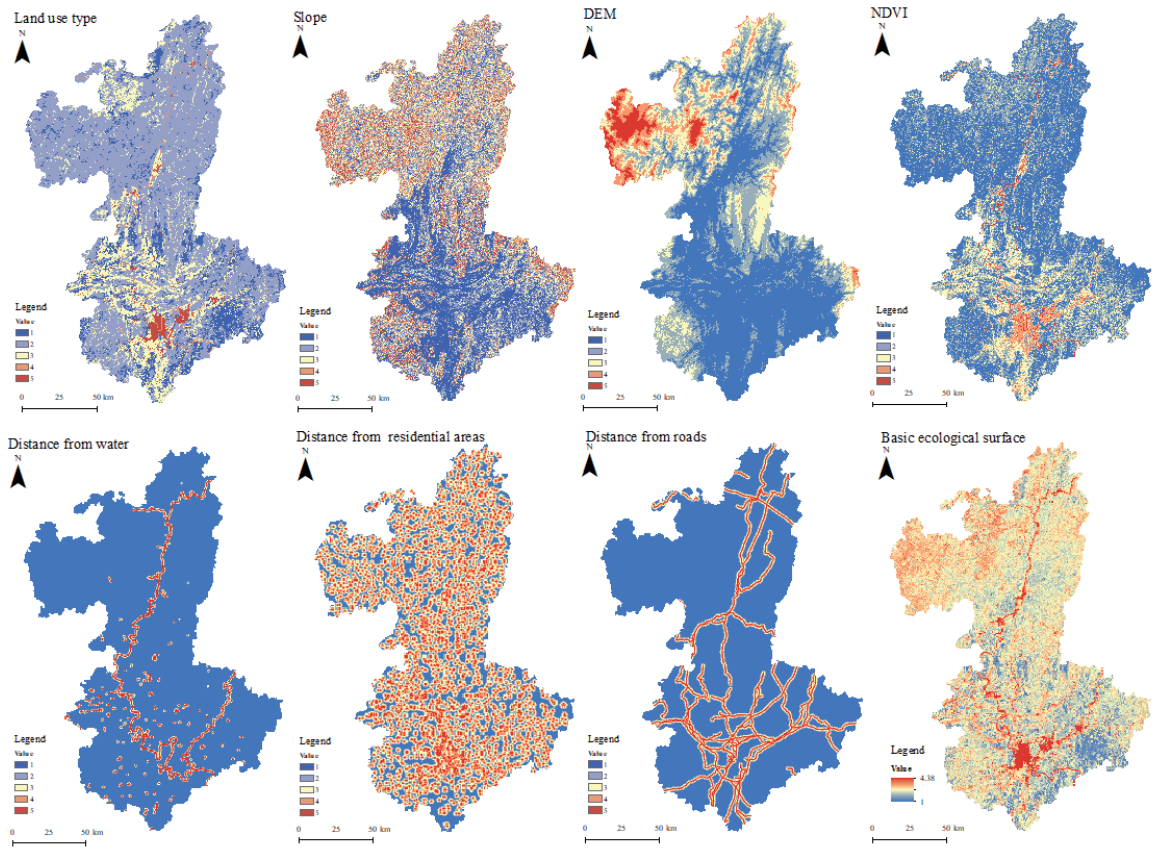 Land use type
N
Legend
Value
1
2
3
4
5
0 25 50 km
Slope
N
Legend
Value
1
2
3
4
5
0 25 50 km
DEM
N
Legend
Value
1
2
3
4
5
0 25 50 km
NDVI
N
Legend
Value
1
2
3
4
5
0 25 50 km
Distance from water
N
Legend
Value
1
2
3
4
5
0 25 50 km
Distance from residential areas
N
Legend
Value
1
2
3
4
5
0 25 50 km
Distance from roads
N
Legend
Value
1
2
3
4
5
0 25 50 km
Basic ecological surface
N
Legend
Value
4.38
1
0 25 50 km